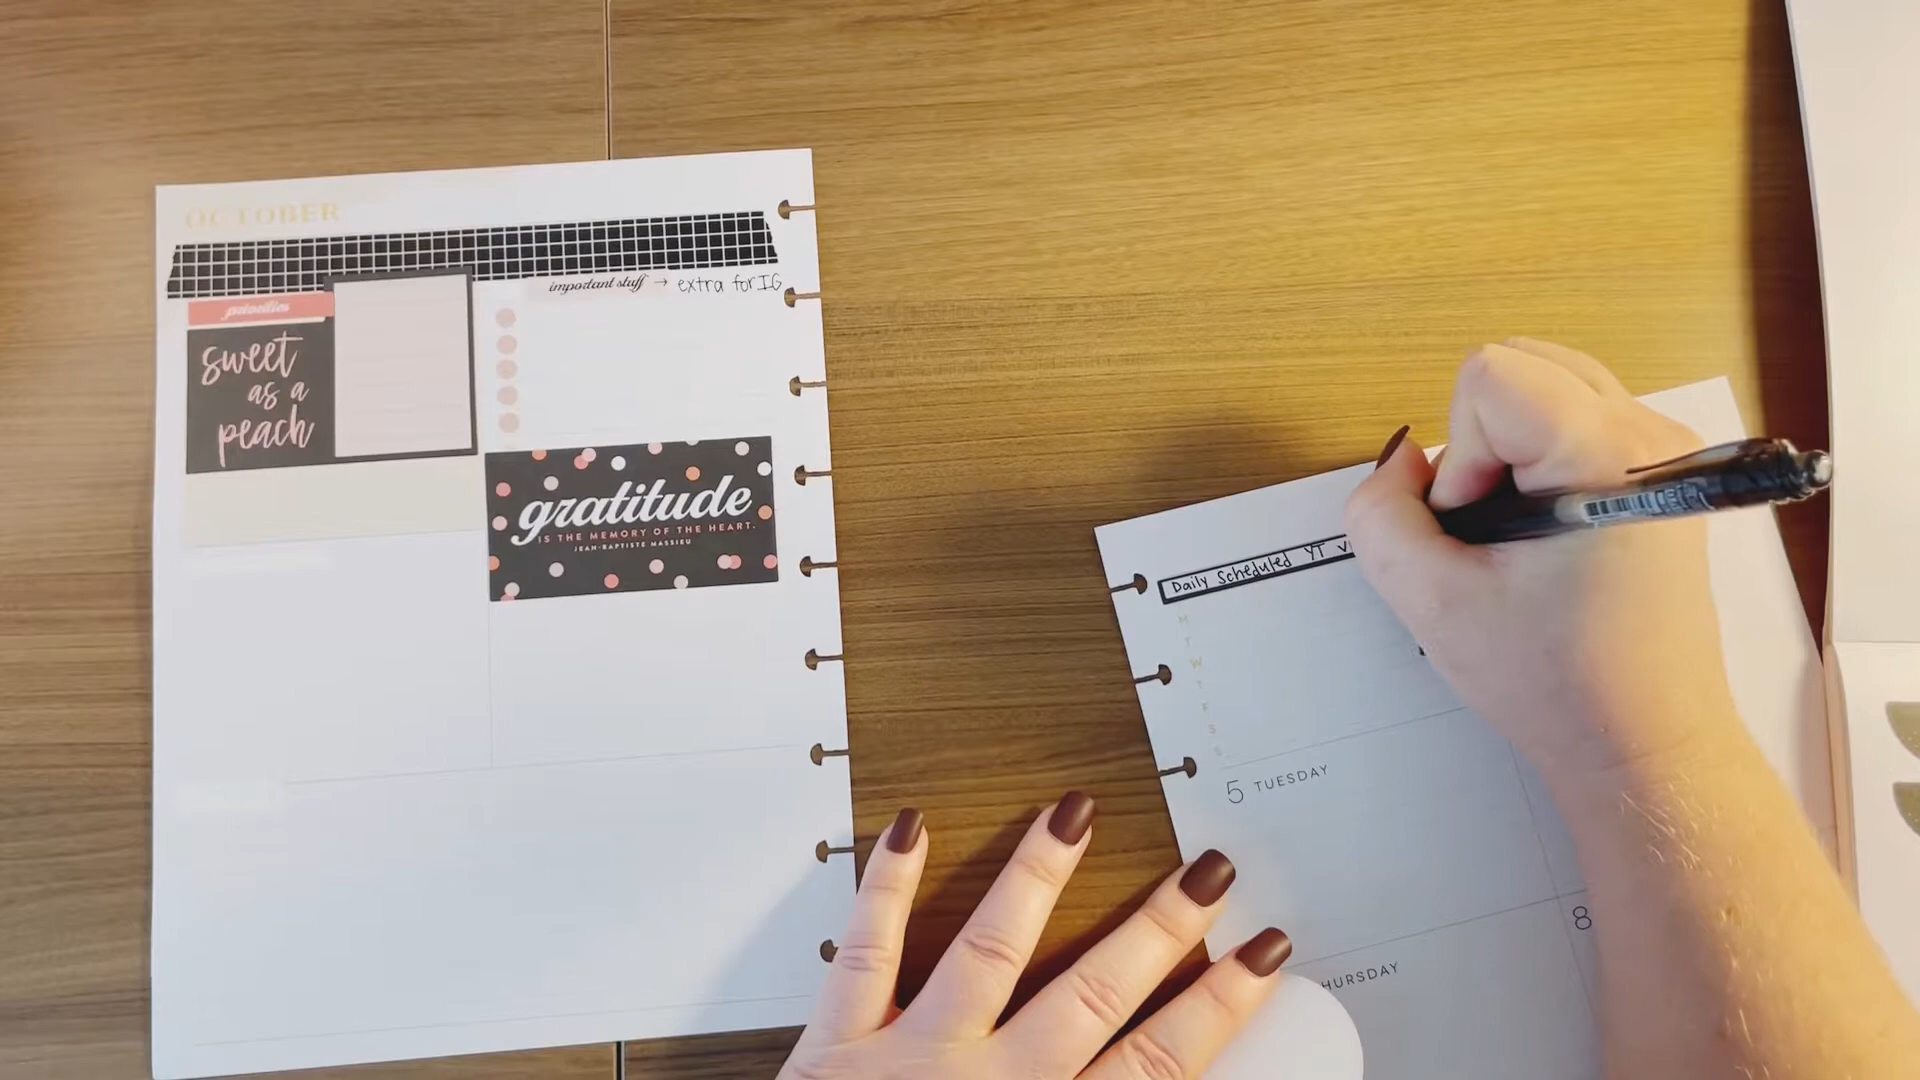 OCTOBER
important stuff → extra for IG
priorities
sweet
as a
peach
gratitude
IS THE MEMORY OF THE HEART.
JEAN-BAPTISTE MASSIEU
Daily Scheduled YT
M
T
W
T
F
S
S
5 TUESDAY
HURSDAY
8